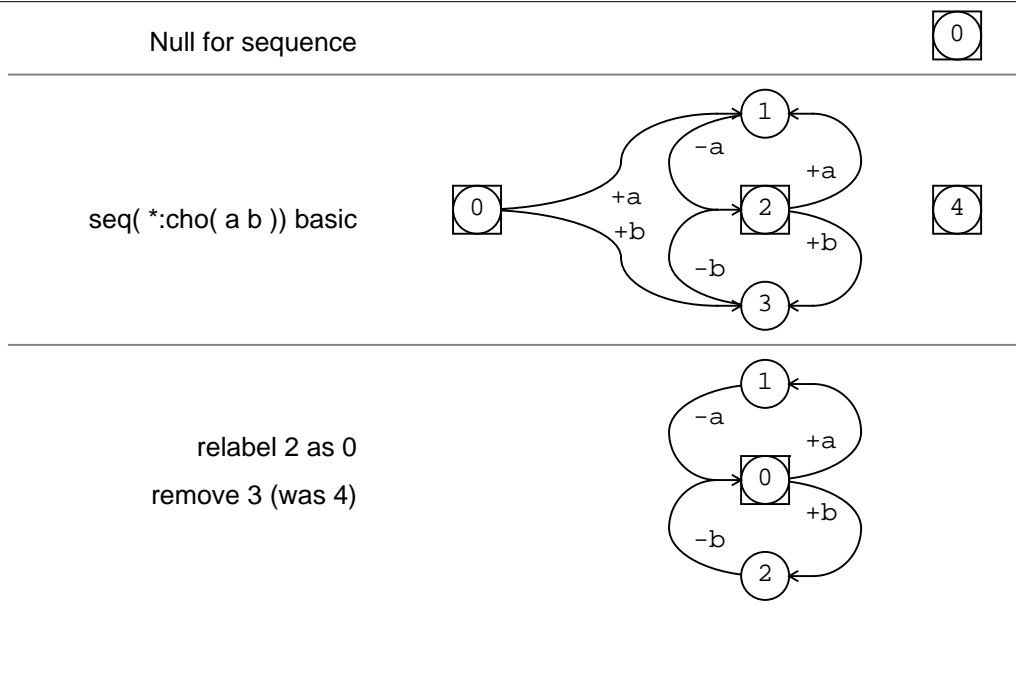 Null for sequence
0
1
-a
+a
0
+a
2
4
seq( *:cho( a b )) basic
+b
+b
-b
3
1
-a
+a
relabel 2 as 0
0
remove 3 (was 4)
+b
-b
2